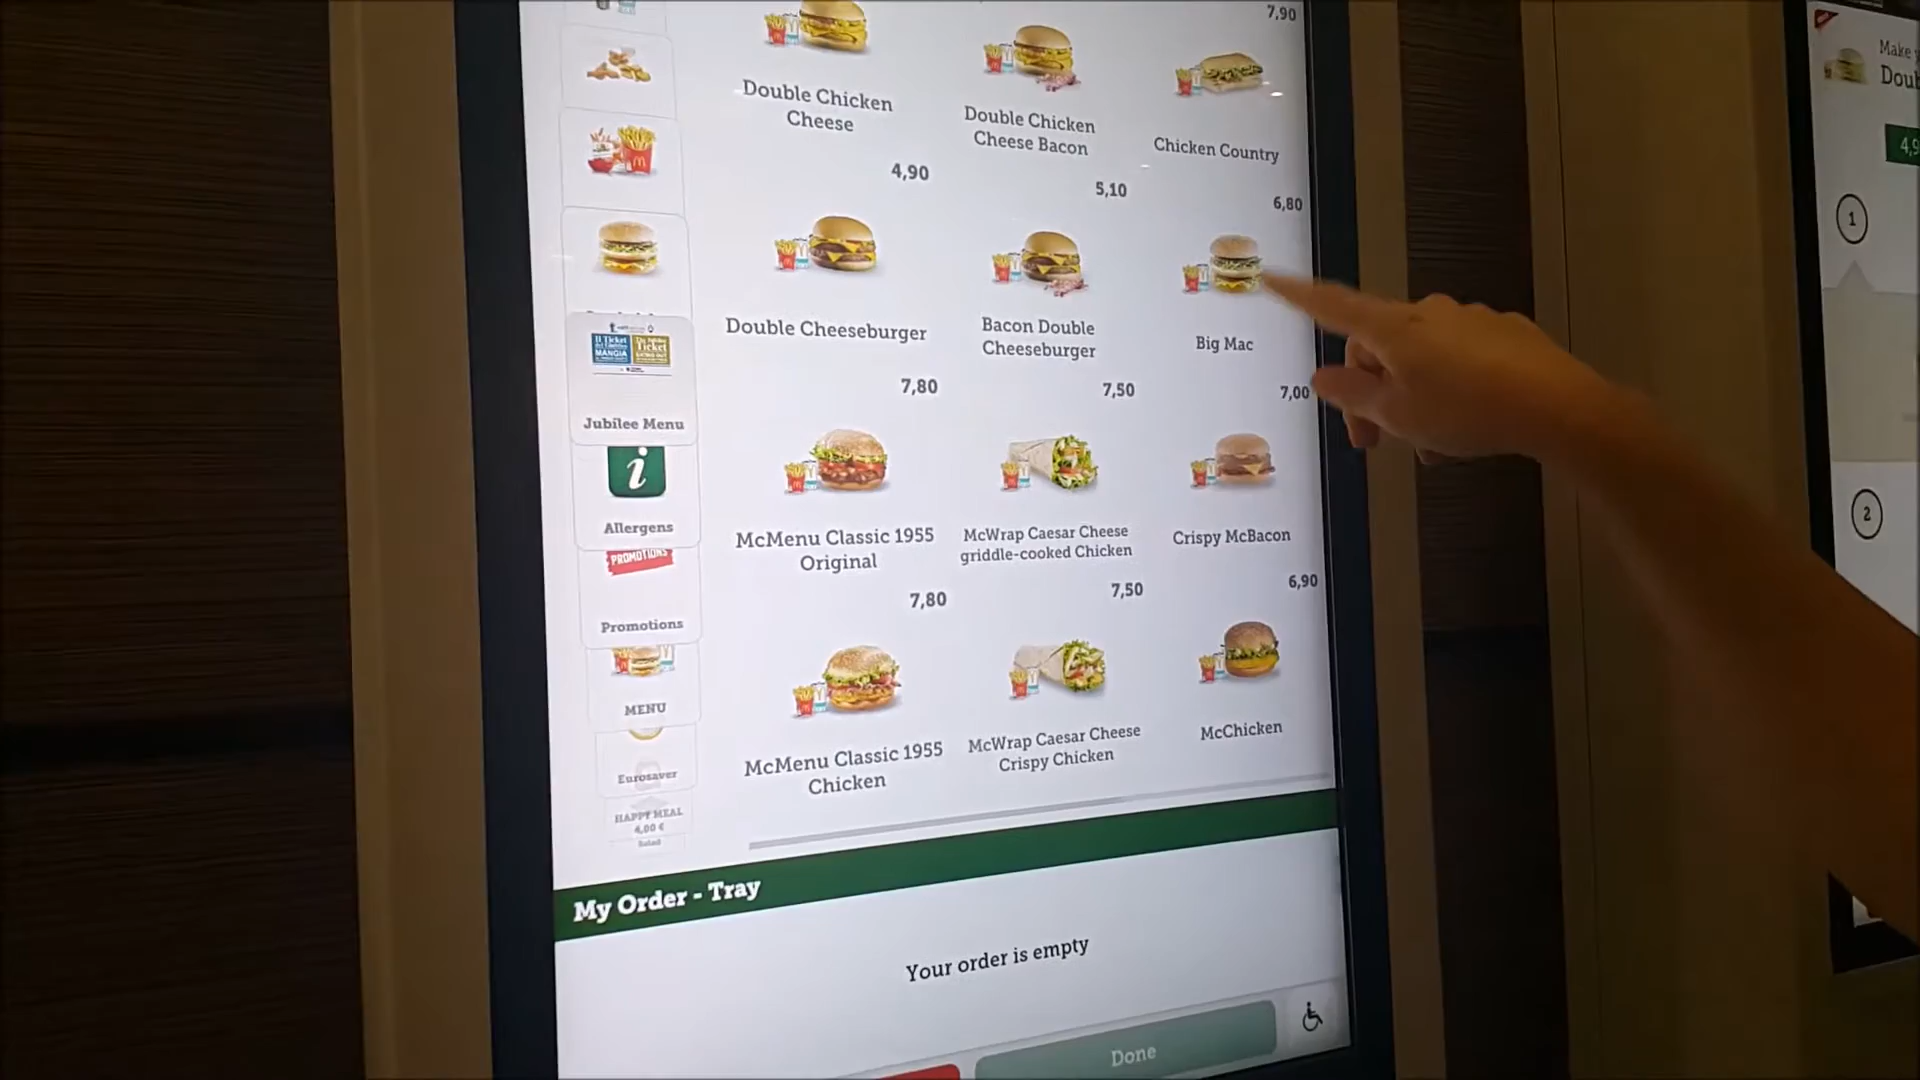 7,90
Double Chicken
Cheese
Double Chicken
Cheese Bacon
Chicken Country
4,90
5,10
6,80
Double Cheeseburger
Bacon Double
Cheeseburger
Big Mac
7,80
7,50
7,00
McMenu Classic 1955
Original
McWrap Caesar Cheese
griddle-cooked Chicken
Crispy McBacon
7,80
7,50
6,90
McMenu Classic 1955
Chicken
McWrap Caesar Cheese
Crispy Chicken
McChicken
Ticket
MANGIA
Ticket
Jubilee Menu
i
Allergens
PROMOTIONS
Promotions
MENU
Eurosaver
HAPPY MEAL
4,00 €
Salad
My Order - Tray
Your order is empty
Done
Make
1
2